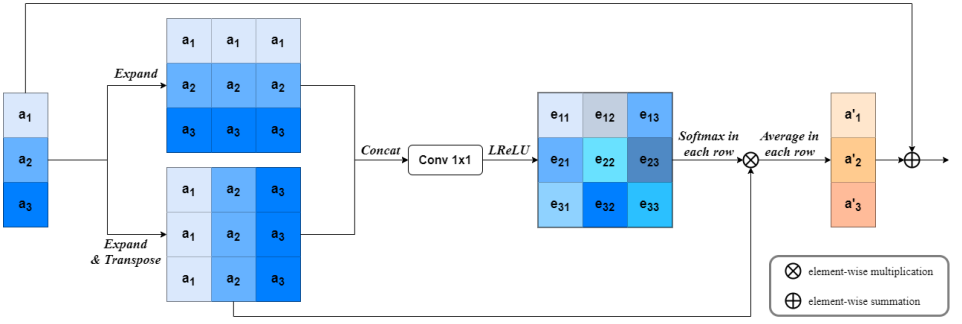 a1
a2
a3
Expand
a1 a1 a1
a2 a2 a2
a3 a3 a3
Expand
& Transpose
a1 a2 a3
a1 a2 a3
a1 a2 a3
Concat
Conv 1x1
LReLU
e11 e12 e13
e21 e22 e23
e31 e32 e33
Softmax in
each row
Average in
each row
a'1
a'2
a'3
element-wise multiplication
element-wise summation